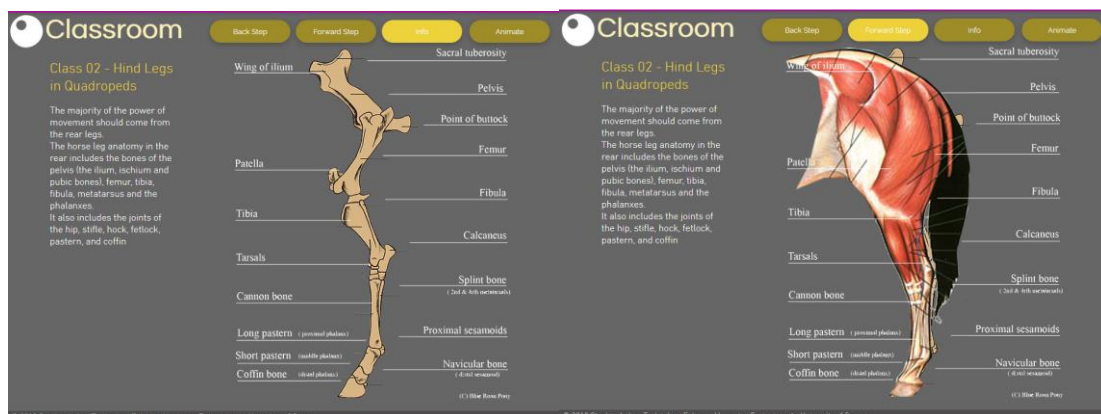 Classroom
Back Step
Forward Step
Info
Animate
Class 02 - Hind Legs
in Quadropeds
The majority of the power of
movement should come from
the rear legs.
The horse leg anatomy in the
rear includes the bones of the
pelvis (the ilium, ischium and
pubic bones), femur, tibia,
fibula, metatarsus and the
phalanxes.
It also includes the joints of
the hip, stifle, hock, fetlock,
pastern, and coffin
Sacral tuberosity
Wing of ilium
Pelvis
Point of buttock
Femur
Patella
Fibula
Tibia
Calcaneus
Tarsals
Splint bone
( 2nd & 4th metatarsals)
Cannon bone
Proximal sesamoids
Long pastern ( proximal phalanx)
Short pastern (middle phalanx)
Navicular bone
( distal sesamoid)
Coffin bone (distal phalanx)
(C) Blue Rosa Pony
Classroom
Back Step
Forward Step
Info
Animate
Class 02 - Hind Legs
in Quadropeds
The majority of the power of
movement should come from
the rear legs.
The horse leg anatomy in the
rear includes the bones of the
pelvis (the ilium, ischium and
pubic bones), femur, tibia,
fibula, metatarsus and the
phalanxes.
It also includes the joints of
the hip, stifle, hock, fetlock,
pastern, and coffin
Sacral tuberosity
Wing of ilium
Pelvis
Point of buttock
Femur
Patella
Fibula
Tibia
Calcaneus
Tarsals
Splint bone
( 2nd & 4th metatarsals)
Cannon bone
Proximal sesamoids
Long pastern ( proximal phalanx)
Short pastern (middle phalanx)
Navicular bone
( distal sesamoid)
Coffin bone (distal phalanx)
(C) Blue Rosa Pony